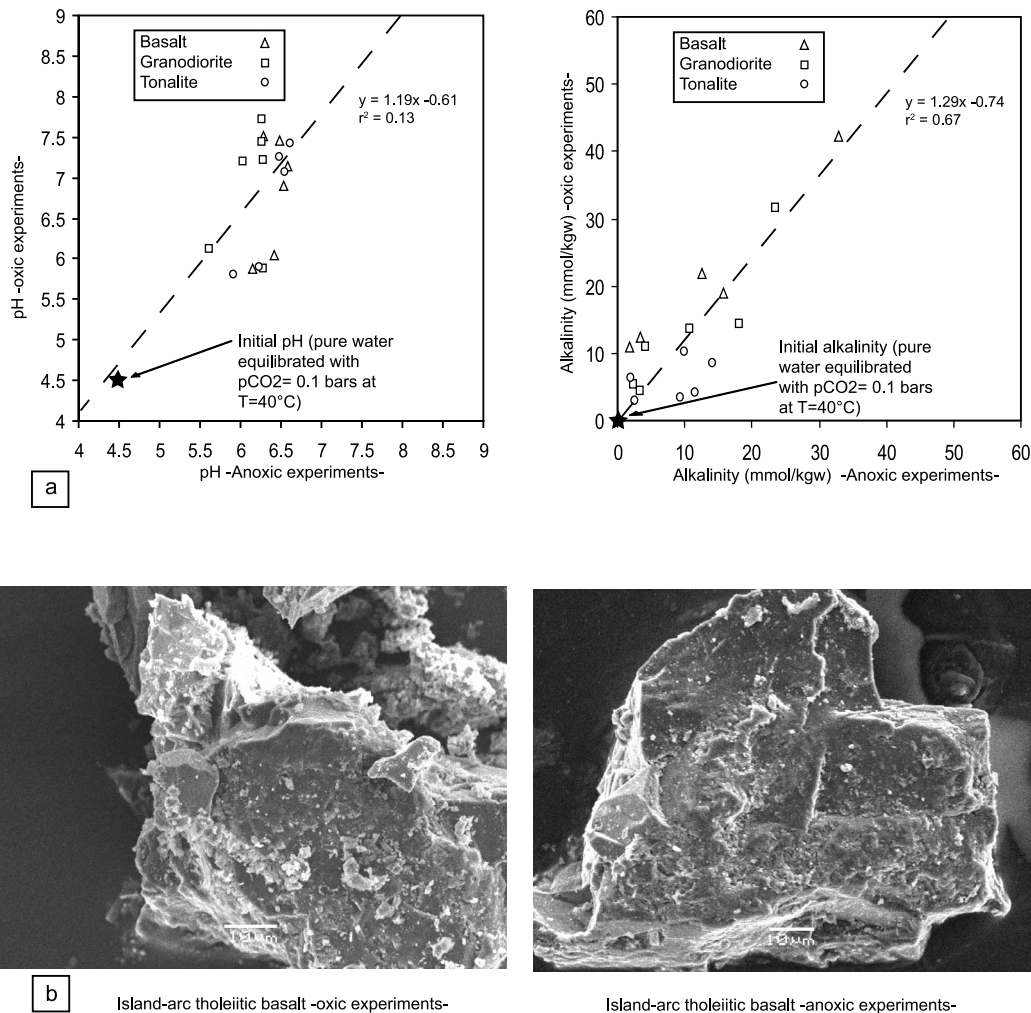 9
8.5
8
7.5
7
6.5
6
5.5
5
4.5
4
pH -oxic experiments-
Basalt
Granodiorite
Tonalite
y = 1.19x -0.61
r² = 0.13
Initial pH (pure water
equilibrated with
pCO2= 0.1 bars at
T=40°C)
4 4.5 5 5.5 6 6.5 7 7.5 8 8.5 9
pH -Anoxic experiments-
60
50
40
30
20
10
0
Alkalinity (mmol/kgw) -oxic experiments-
Basalt
Granodiorite
Tonalite
y = 1.29x -0.74
r² = 0.67
Initial alkalinity (pure
water equilibrated
with pCO2= 0.1 bars
at T=40°C)
0 10 20 30 40 50 60
Alkalinity (mmol/kgw) -Anoxic experiments-
a
10µm
10µm
b
Island-arc tholeiitic basalt -oxic experiments-
Island-arc tholeiitic basalt -anoxic experiments-